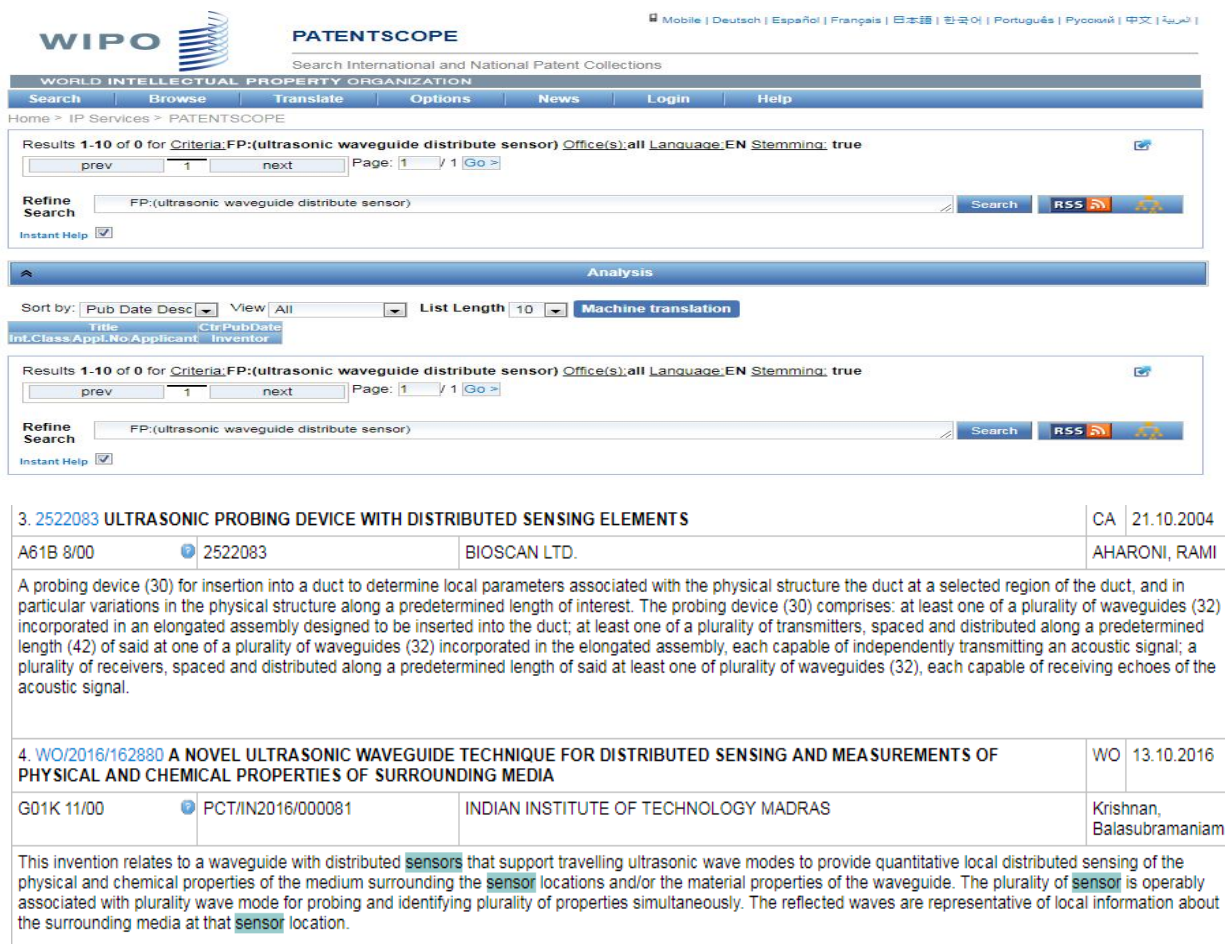 Mobile | Deutsch | Español | Français | 日本語 | 한국어 | Português | Русский | 中文 | العربية |
WIPO
PATENTSCOPE
Search International and National Patent Collections
WORLD INTELLECTUAL PROPERTY ORGANIZATION
Search Browse Translate Options News Login Help
Home > IP Services > PATENTSCOPE
Results 1-10 of 0 for Criteria:FP:(ultrasonic waveguide distribute sensor) Office(s):all Language:EN Stemming: true
prev 1 next Page: 1 / 1 Go >
Refine Search FP:(ultrasonic waveguide distribute sensor) Search RSS
Instant Help
Analysis
Sort by: Pub Date Desc View All List Length 10 Machine translation
Title CtrPubDate
Int.Class Appl.No Applicant Inventor
Results 1-10 of 0 for Criteria:FP:(ultrasonic waveguide distribute sensor) Office(s):all Language:EN Stemming: true
prev 1 next Page: 1 / 1 Go >
Refine Search FP:(ultrasonic waveguide distribute sensor) Search RSS
Instant Help
3. 2522083 ULTRASONIC PROBING DEVICE WITH DISTRIBUTED SENSING ELEMENTS CA 21.10.2004
A61B 8/00 2522083 BIOSCAN LTD. AHARONI, RAMI
A probing device (30) for insertion into a duct to determine local parameters associated with the physical structure the duct at a selected region of the duct, and in
particular variations in the physical structure along a predetermined length of interest. The probing device (30) comprises: at least one of a plurality of waveguides (32)
incorporated in an elongated assembly designed to be inserted into the duct; at least one of a plurality of transmitters, spaced and distributed along a predetermined
length (42) of said at one of a plurality of waveguides (32) incorporated in the elongated assembly, each capable of independently transmitting an acoustic signal; a
plurality of receivers, spaced and distributed along a predetermined length of said at least one of plurality of waveguides (32), each capable of receiving echoes of the
acoustic signal.
4. WO/2016/162880 A NOVEL ULTRASONIC WAVEGUIDE TECHNIQUE FOR DISTRIBUTED SENSING AND MEASUREMENTS OF WO 13.10.2016
PHYSICAL AND CHEMICAL PROPERTIES OF SURROUNDING MEDIA
G01K 11/00 PCT/IN2016/000081 INDIAN INSTITUTE OF TECHNOLOGY MADRAS Krishnan,
Balasubramaniam
This invention relates to a waveguide with distributed sensors that support travelling ultrasonic wave modes to provide quantitative local distributed sensing of the
physical and chemical properties of the medium surrounding the sensor locations and/or the material properties of the waveguide. The plurality of sensor is operably
associated with plurality wave mode for probing and identifying plurality of properties simultaneously. The reflected waves are representative of local information about
the surrounding media at that sensor location.